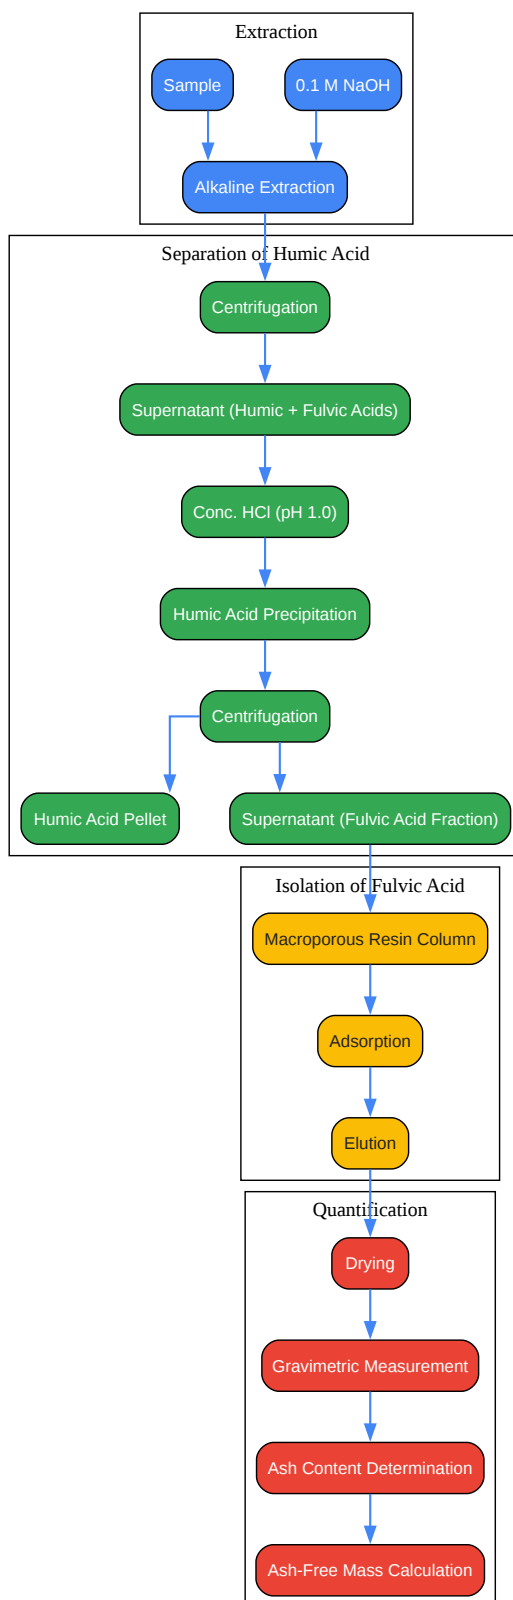 Extraction
Sample
0.1 M NaOH
Alkaline Extraction
Separation of Humic Acid
Centrifugation
Supernatant (Humic + Fulvic Acids)
Conc. HCl (pH 1.0)
Humic Acid Precipitation
Centrifugation
Humic Acid Pellet
Supernatant (Fulvic Acid Fraction)
Isolation of Fulvic Acid
Macroporous Resin Column
Adsorption
Elution
Quantification
Drying
Gravimetric Measurement
Ash Content Determination
Ash-Free Mass Calculation